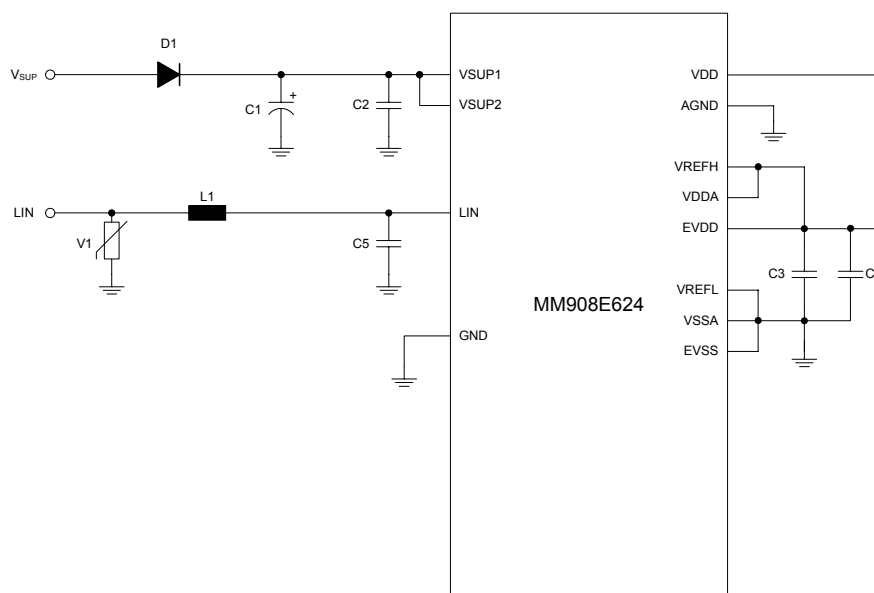 D1
VSUP
C1
+
C2
VSUP1
VSUP2
VDD
AGND
VREFH
VDDA
LIN
L1
LIN
EVDD
V1
C5
C3
VREFL
MM908E624
VSSA
GND
EVSS